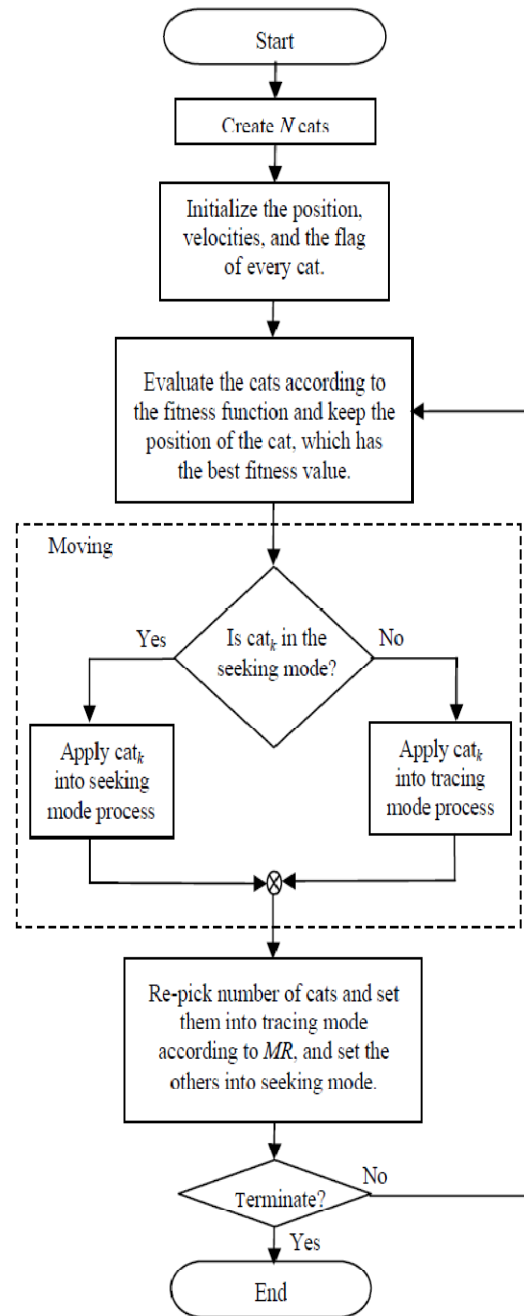 Start
Create N cats
Initialize the position,
velocities, and the flag
of every cat.
Evaluate the cats according to
the fitness function and keep the
position of the cat, which has
the best fitness value.
Moving
Yes
Is catₖ in the
seeking mode?
No
Apply catₖ
into seeking
mode process
Apply catₖ
into tracing
mode process
Re-pick number of cats and set
them into tracing mode
according to MR, and set the
others into seeking mode.
Terminate?
No
Yes
End